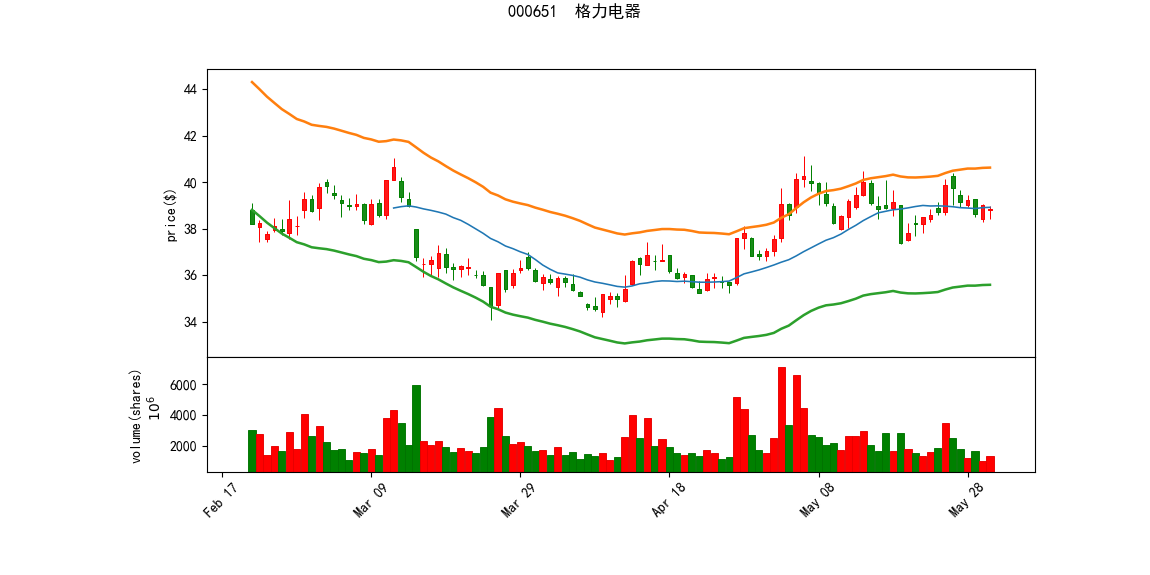 000651 格力电器
44
42
40
38
36
34
price($)
6000
4000
2000
volume(shares)
10^6
Feb 17
Mar 09
Mar 29
Apr 18
May 08
May 28